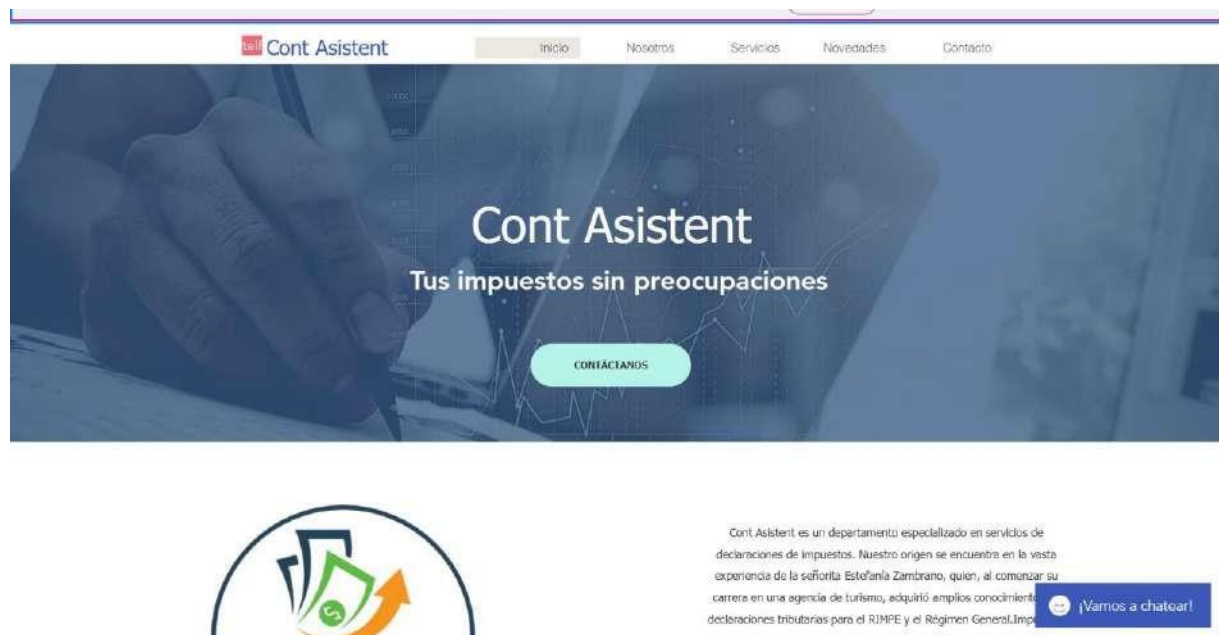 tell Cont Asistent
Inicio Nosotros Servicios Novedades Contacto
Cont Asistent
Tus impuestos sin preocupaciones
CONTÁCTANOS
Cont Asistent es un departamento especializado en servicios de
declaraciones de impuestos. Nuestro origen se encuentra en la vasta
experiencia de la señorita Estefanía Zambrano, quien, al comenzar su
carrera en una agencia de turismo, adquirió amplios conocimient
declaraciones tributarias para el RIMPE y el Régimen General.Imp
¡Vamos a chatear!